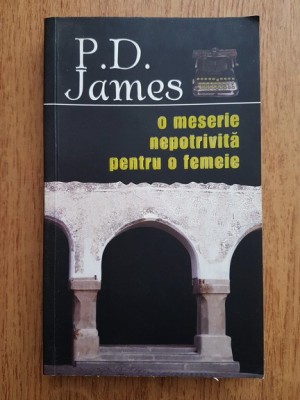 P.D.
James
o meserie
nepotrivită
pentru o femeie